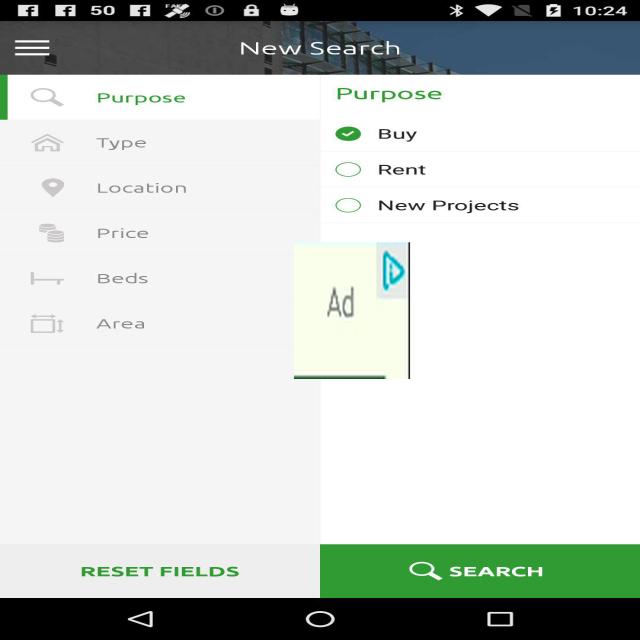 50
10:24
New Search
Purpose
Type
Location
Price
Beds
Area
Purpose
Buy
Rent
New Projects
Ad
RESET FIELDS
SEARCH